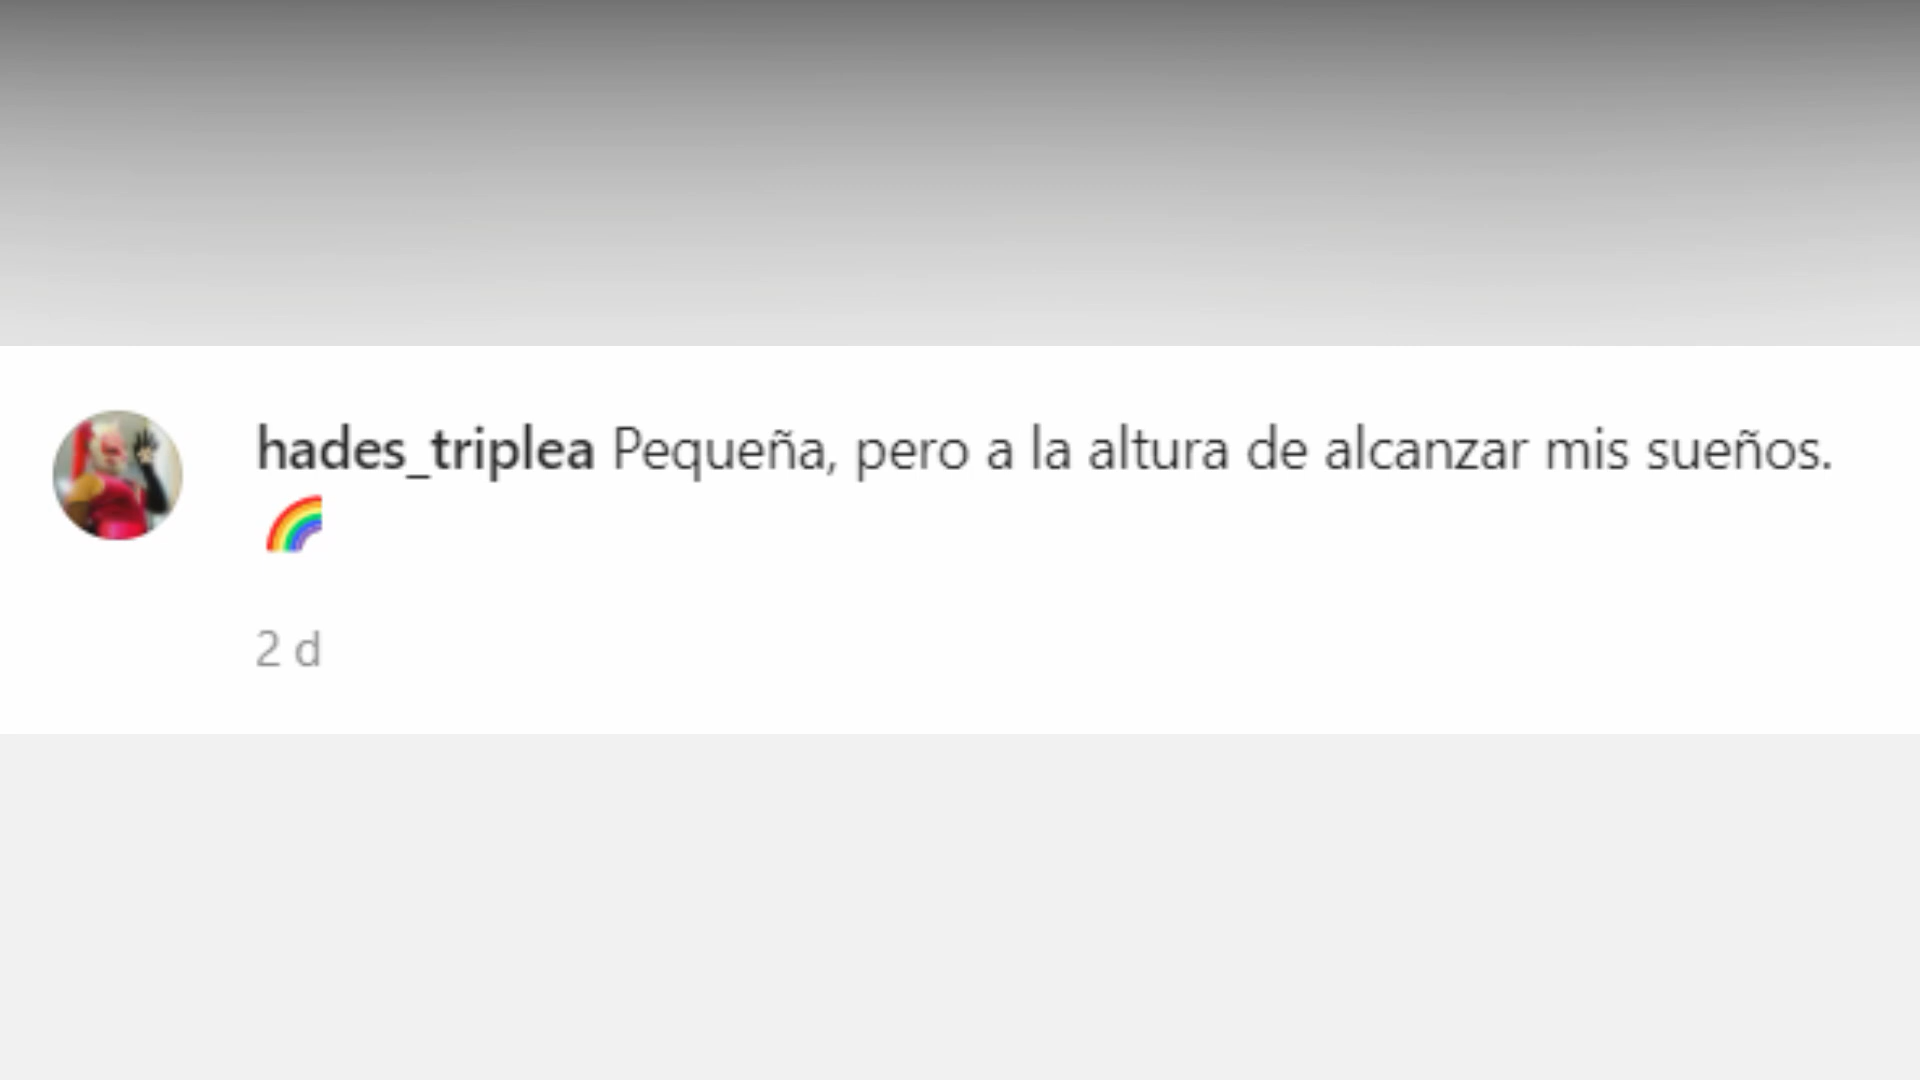 hades_triplea Pequeña, pero a la altura de alcanzar mis sueños.
🌈
2 d